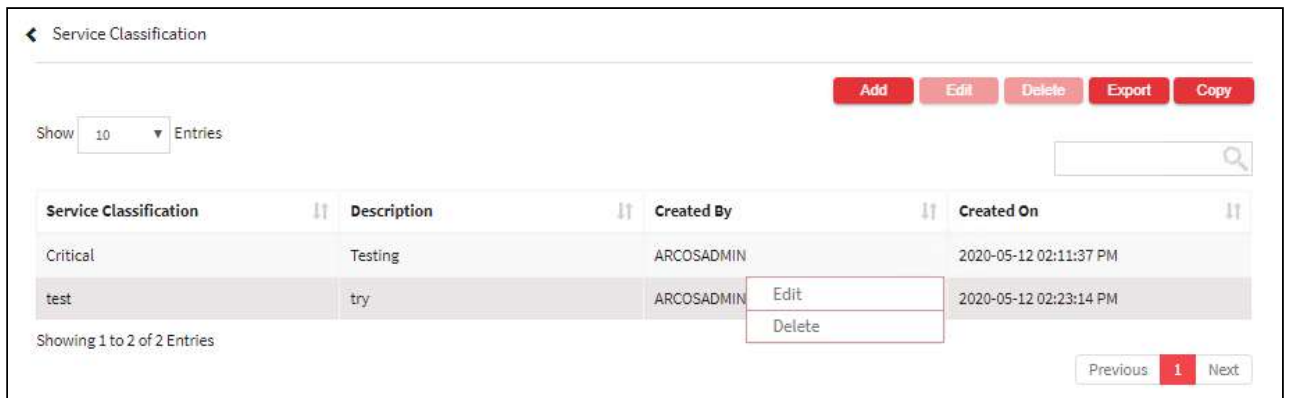 Service Classification
Add Edit Delete Export Copy
Show 10 Entries
Service Classification Description Created By Created On
Critical Testing ARCOSADMIN 2020-05-12 02:11:37 PM
test try ARCOSADMIN Edit 2020-05-12 02:23:14 PM
Delete
Showing 1 to 2 of 2 Entries
Previous 1 Next